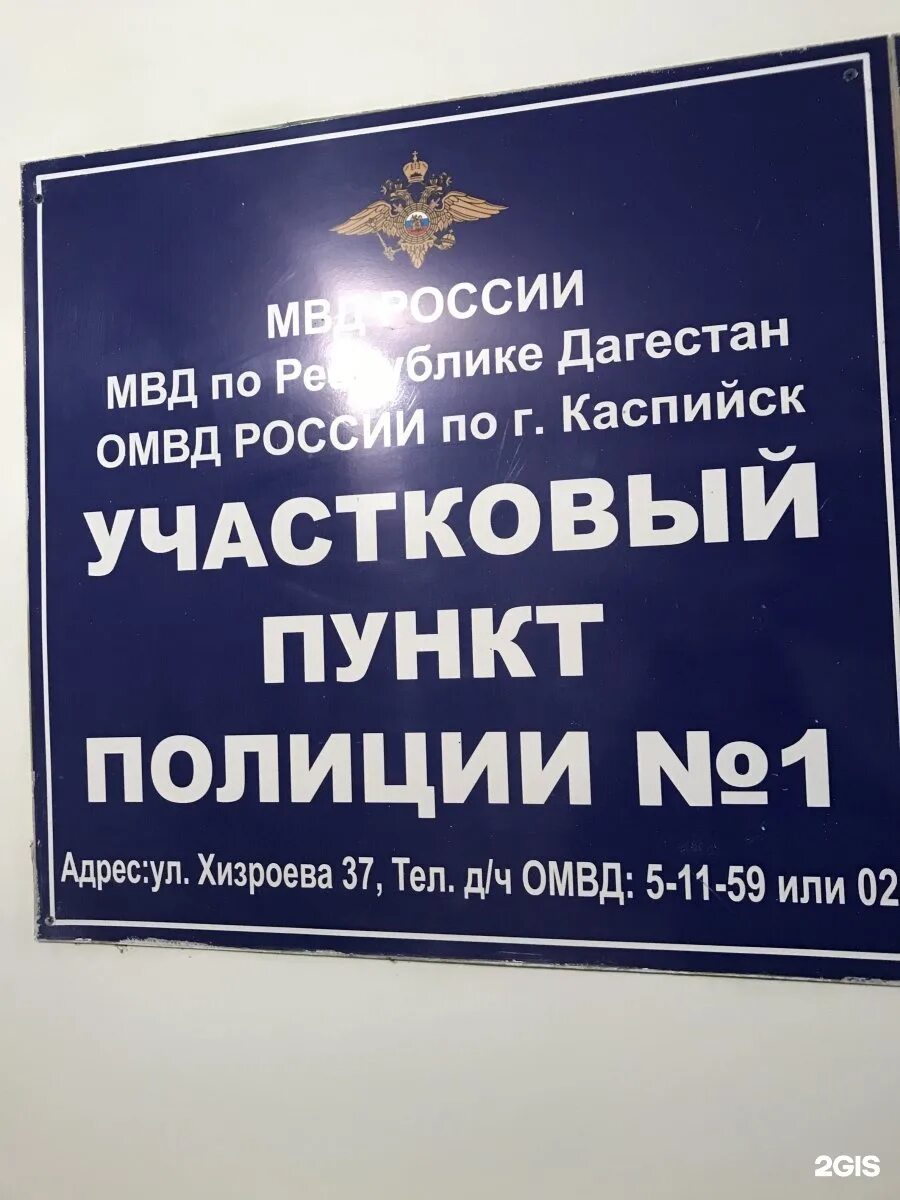 МВД РОССИИ
МВД по Республике Дагестан
ОМВД РОССИИ по г. Каспийск
УЧАСТКОВЫЙ
ПУНКТ
ПОЛИЦИИ №1
Адрес:ул. Хизроева 37, Тел. д/ч ОМВД: 5-11-59 или 02
2GIS